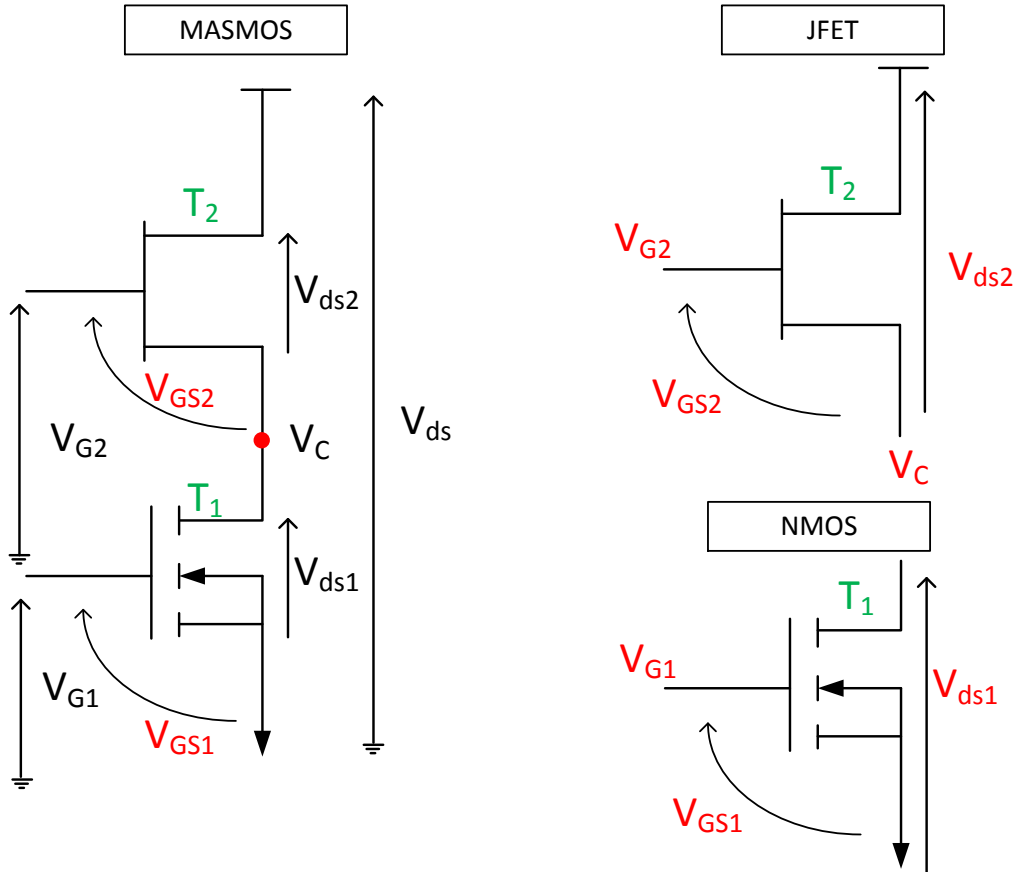 MASMOS
T2
Vds2
VGS2
VG2
VC
Vds
T1
Vds1
VG1
VGS1
JFET
T2
VG2
Vds2
VGS2
VC
NMOS
T1
VG1
Vds1
VGS1